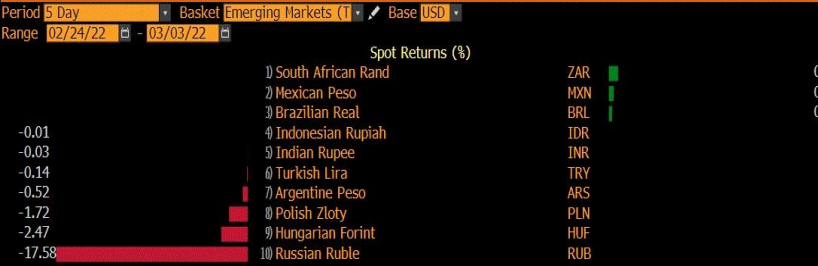 Period 5 Day Basket Emerging Markets (T Base USD
Range 02/24/22 - 03/03/22
Spot Returns (%)
1) South African Rand ZAR
2) Mexican Peso MXN
3) Brazilian Real BRL
-0.01 4) Indonesian Rupiah IDR
-0.03 5) Indian Rupee INR
-0.14 6) Turkish Lira TRY
-0.52 7) Argentine Peso ARS
-1.72 8) Polish Zloty PLN
-2.47 9) Hungarian Forint HUF
-17.58 10) Russian Ruble RUB